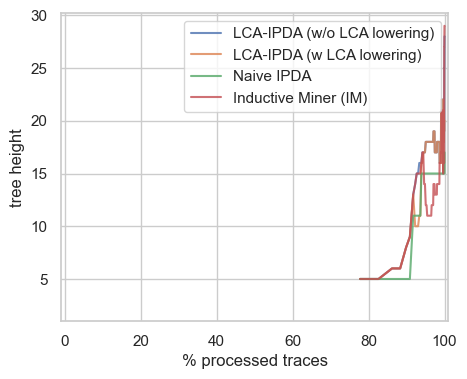 30
25
20
15
10
5
tree height
LCA-IPDA (w/o LCA lowering)
LCA-IPDA (w LCA lowering)
Naive IPDA
Inductive Miner (IM)
0 20 40 60 80 100
% processed traces